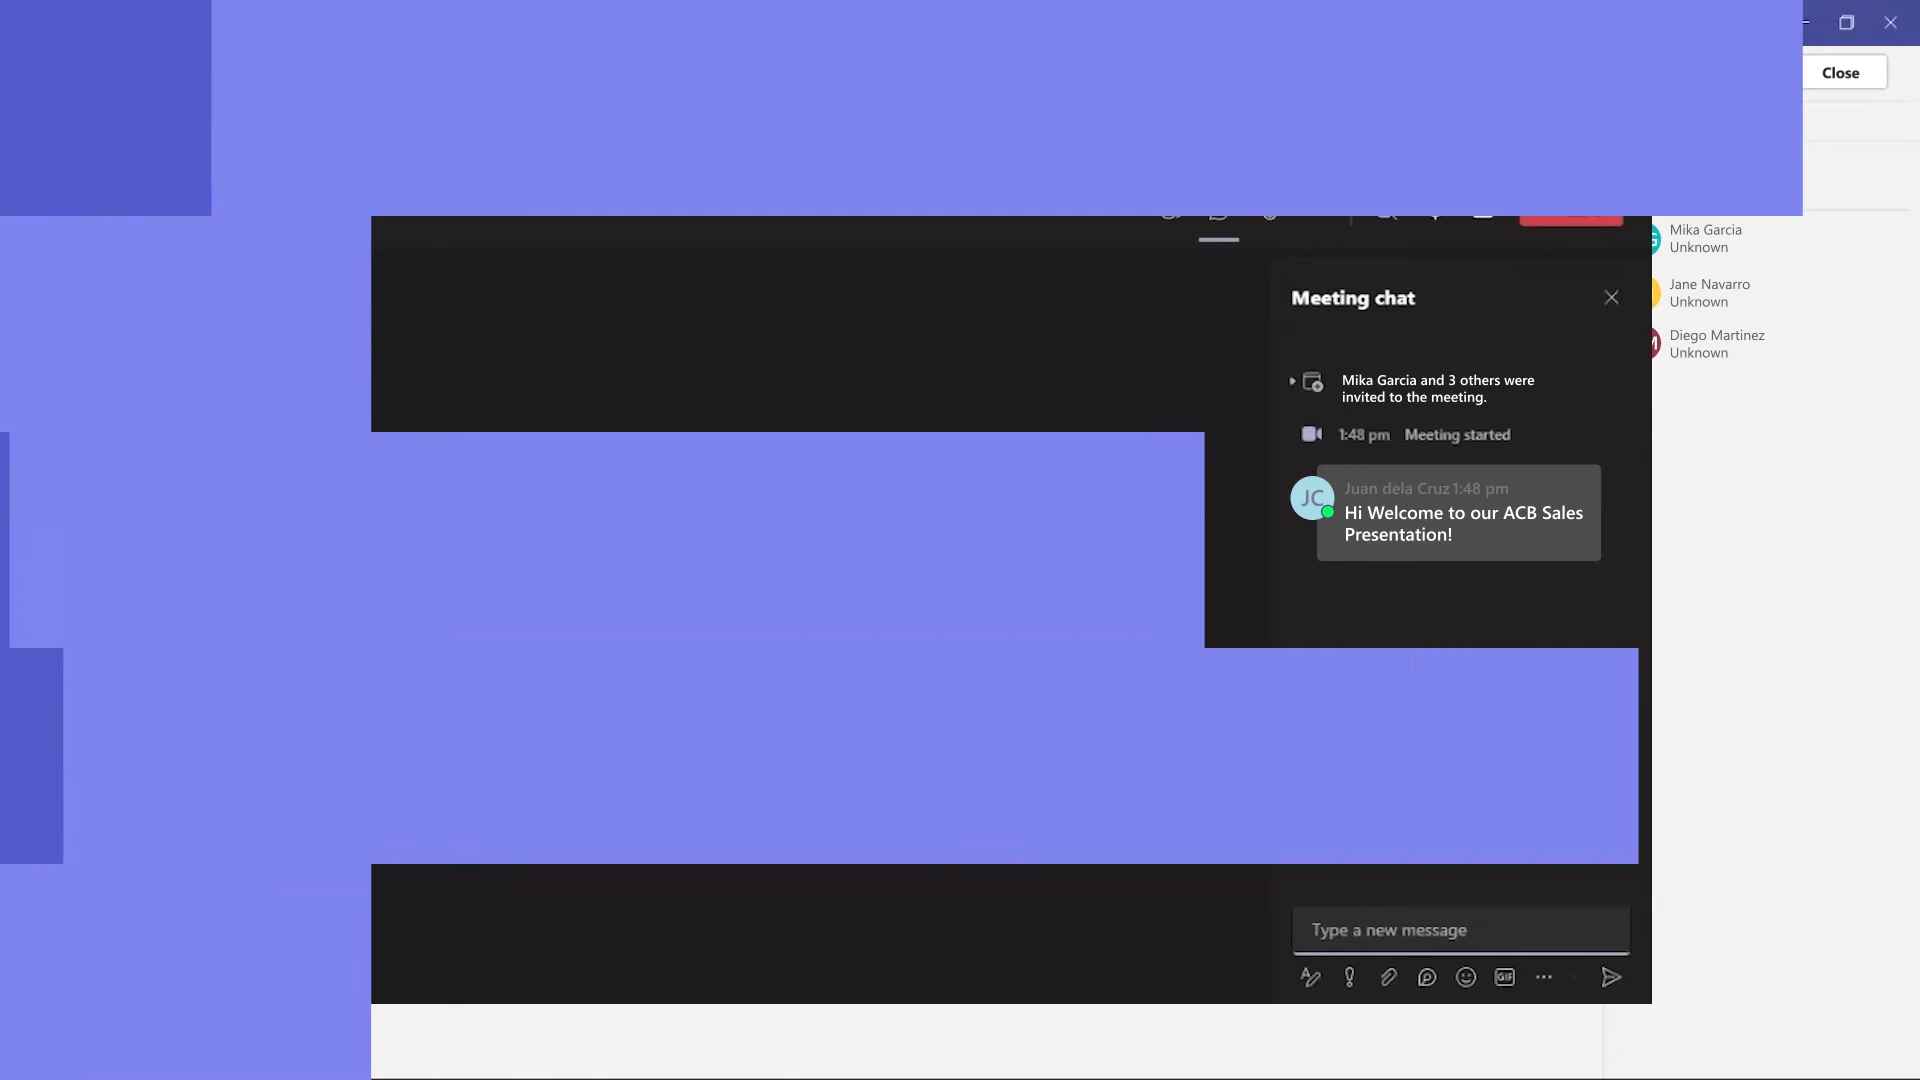 Close
Mika Garcia
Unknown
Jane Navarro
Unknown
Diego Martinez
Unknown
Meeting chat
Mika Garcia and 3 others were
invited to the meeting.
1:48 pm Meeting started
JC
Juan dela Cruz 1:48 pm
Hi Welcome to our ACB Sales
Presentation!
Type a new message
GIF